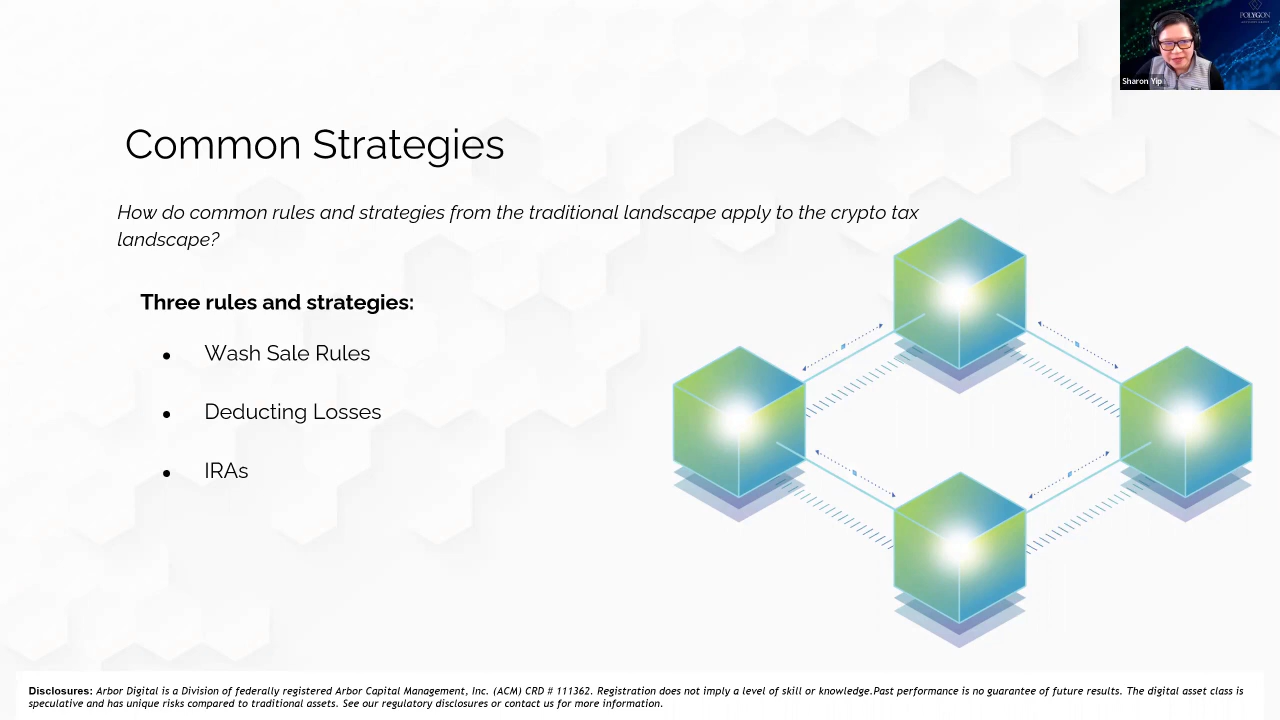 POLYGON
Sharon Yip
Common Strategies
How do common rules and strategies from the traditional landscape apply to the crypto tax
landscape?
Three rules and strategies:
● Wash Sale Rules
● Deducting Losses
● IRAs
Disclosures: Arbor Digital is a Division of federally registered Arbor Capital Management, Inc. (ACM) CRD # 111362. Registration does not imply a level of skill or knowledge.Past performance is no guarantee of future results. The digital asset class is
speculative and has unique risks compared to traditional assets. See our regulatory disclosures or contact us for more information.